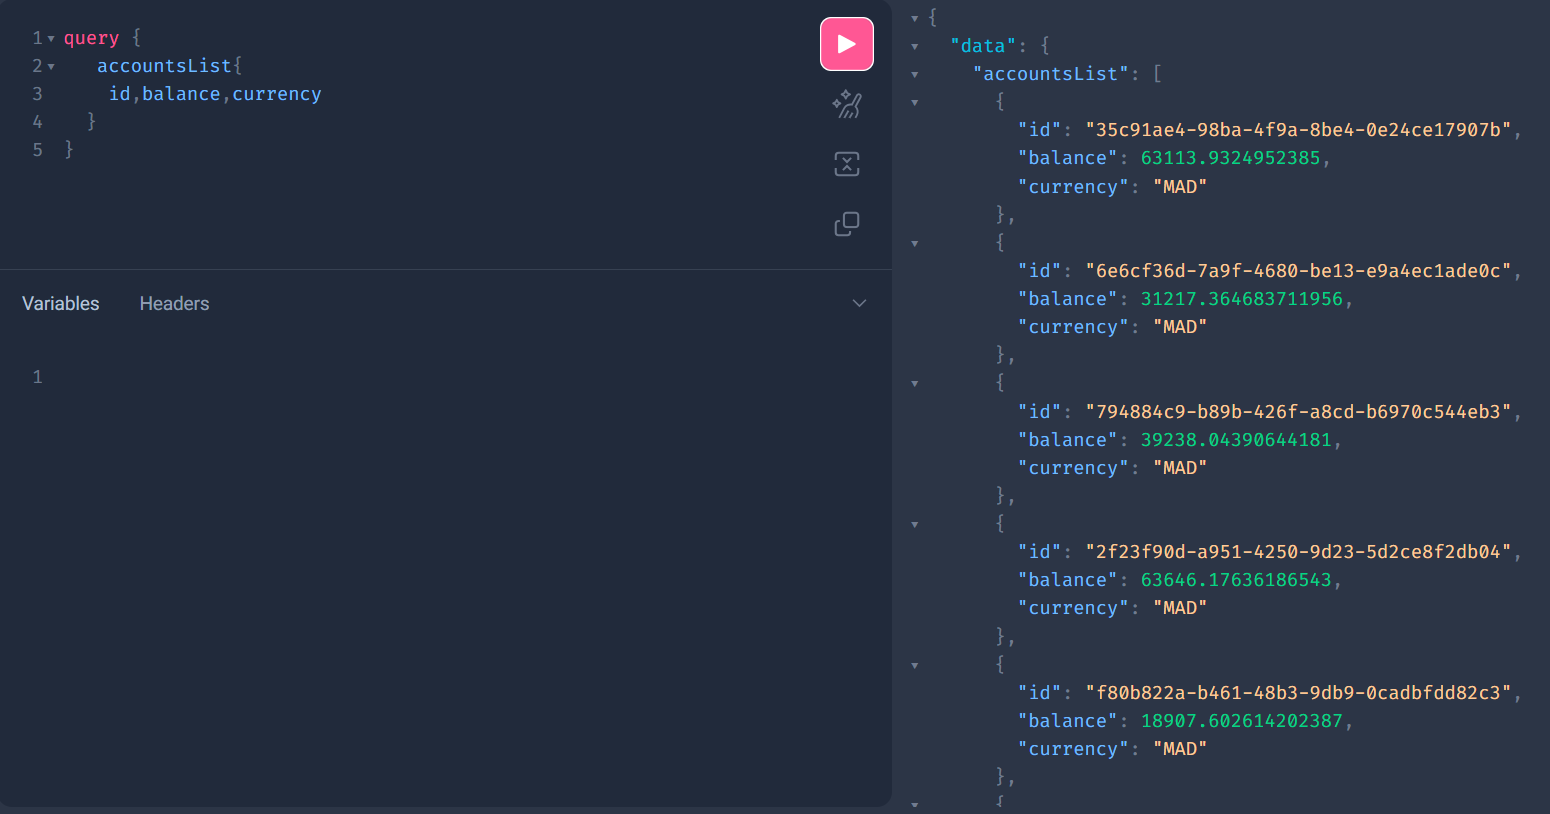 1 query {
2 accountsList{
3 id,balance,currency
4 }
5 }
Variables Headers
1
{
"data": {
"accountsList": [
{
"id": "35c91ae4-98ba-4f9a-8be4-0e24ce17907b",
"balance": 63113.9324952385,
"currency": "MAD"
},
{
"id": "6e6cf36d-7a9f-4680-be13-e9a4ec1ade0c",
"balance": 31217.364683711956,
"currency": "MAD"
},
{
"id": "794884c9-b89b-426f-a8cd-b6970c544eb3",
"balance": 39238.04390644181,
"currency": "MAD"
},
{
"id": "2f23f90d-a951-4250-9d23-5d2ce8f2db04",
"balance": 63646.17636186543,
"currency": "MAD"
},
{
"id": "f80b822a-b461-48b3-9db9-0cadbfdd82c3",
"balance": 18907.602614202387,
"currency": "MAD"
},
{